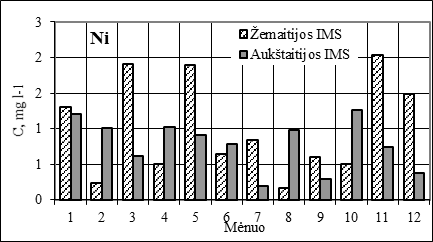 Ni
Žemaitijos IMS
Aukštaitijos IMS
C, mg l-1
3
2
2
1
1
0
1 2 3 4 5 6 7 8 9 10 11 12
Mėnuo